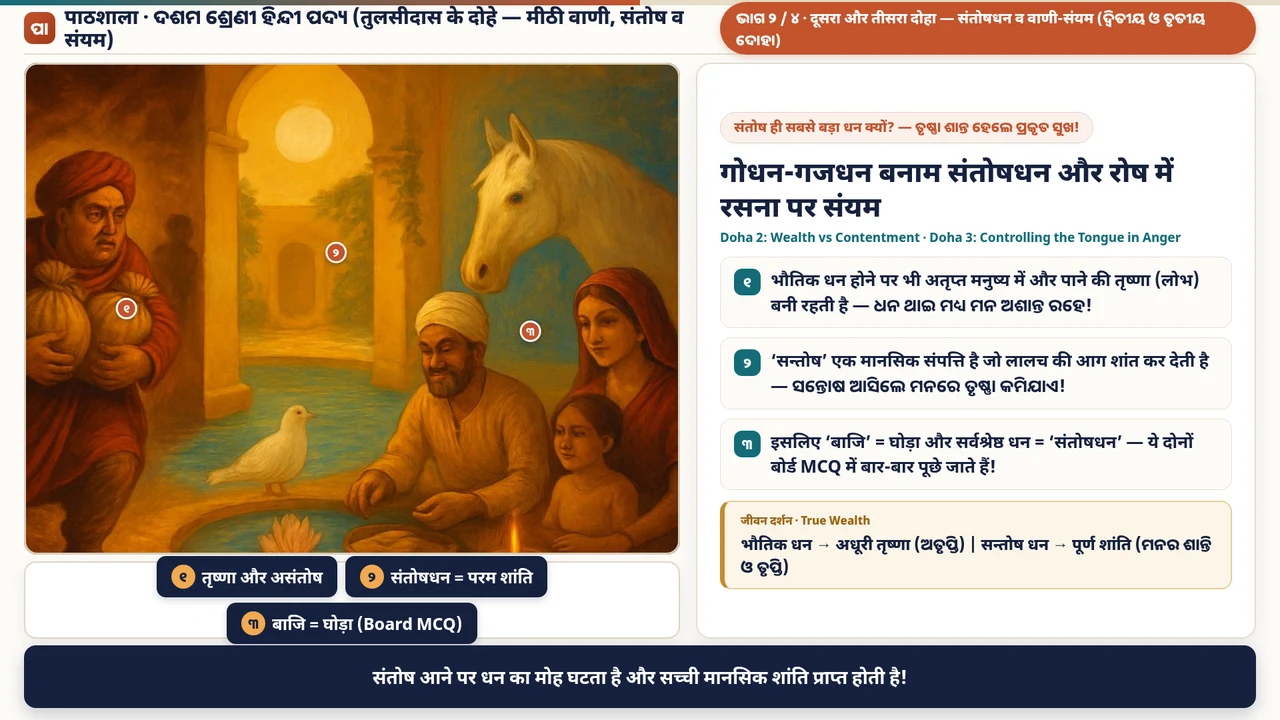 ପା
पाठशाला · ଦଶମ ଶ୍ରେଣୀ ହିନ୍ଦୀ ପଦ୍ୟ (तुलसीदास के दोहे — मीठी वाणी, संतोष व
संयम)
ଭାଗ ୨ / ୪ · दूसरा और तीसरा दोहा — संतोषधन व वाणी-संयम (ଦ୍ୱିତୀୟ ଓ ତୃତୀୟ
ଦୋହା)
୧
୨
୩
୧ तृष्णा और असंतोष
୨ संतोषधन = परम शांति
୩ बाजि = घोड़ा (Board MCQ)
संतोष ही सबसे बड़ा धन क्यों? — ତୃଷ୍ଣା ଶାନ୍ତ ହେଲେ ପ୍ରକୃତ ସୁଖ!
गोधन-गजधन बनाम संतोषधन और रोष में
रसना पर संयम
Doha 2: Wealth vs Contentment · Doha 3: Controlling the Tongue in Anger
୧ भौतिक धन होने पर भी अतृप्त मनुष्य में और पाने की तृष्णा (लोभ)
बनी रहती है — ଧନ ଥାଇ ମଧ୍ୟ ମନ ଅଶାନ୍ତ ରହେ!
୨ ‘सन्तोष’ एक मानसिक संपत्ति है जो लालच की आग शांत कर देती है
— ସନ୍ତୋଷ ଆସିଲେ ମନରେ ତୃଷ୍ଣା କମିଯାଏ!
୩ इसलिए ‘बाजि’ = घोड़ा और सर्वश्रेष्ठ धन = ‘संतोषधन’ — ये दोनों
बोर्ड MCQ में बार-बार पूछे जाते हैं!
जीवन दर्शन · True Wealth
भौतिक धन → अधूरी तृष्णा (ଅତୃପ୍ତି) | सन्तोष धन → पूर्ण शांति (ମନର ଶାନ୍ତି
ଓ ତୃପ୍ତି)
संतोष आने पर धन का मोह घटता है और सच्ची मानसिक शांति प्राप्त होती है!